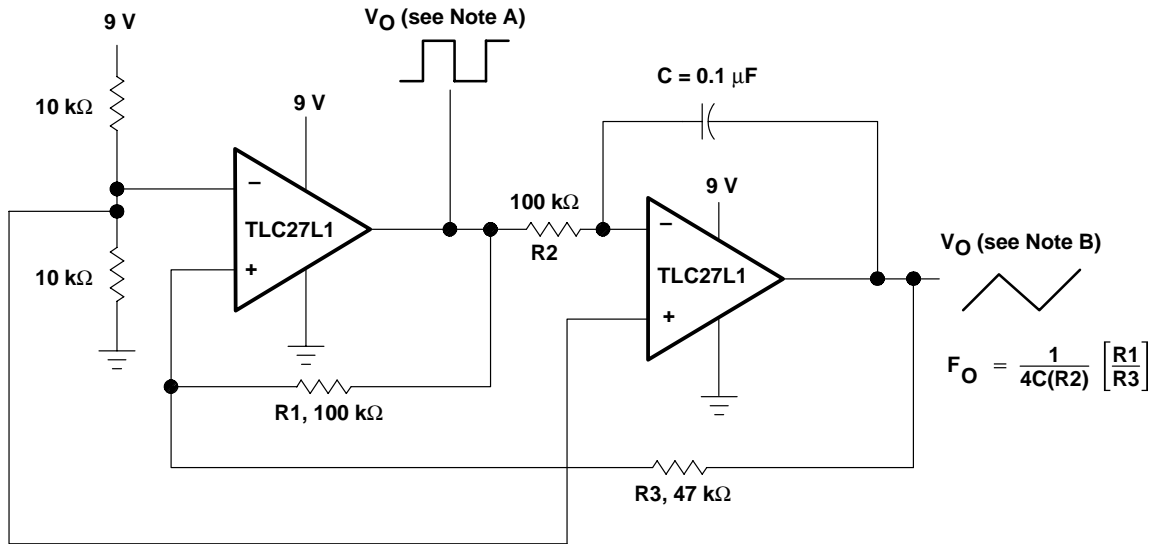 9 V
VO (see Note A)
10 kΩ
9 V
C = 0.1 μF
−
TLC27L1
+
10 kΩ
100 kΩ
R2
9 V
−
TLC27L1
+
VO (see Note B)
FO = 1/4C(R2) [R1/R3]
R1, 100 kΩ
R3, 47 kΩ